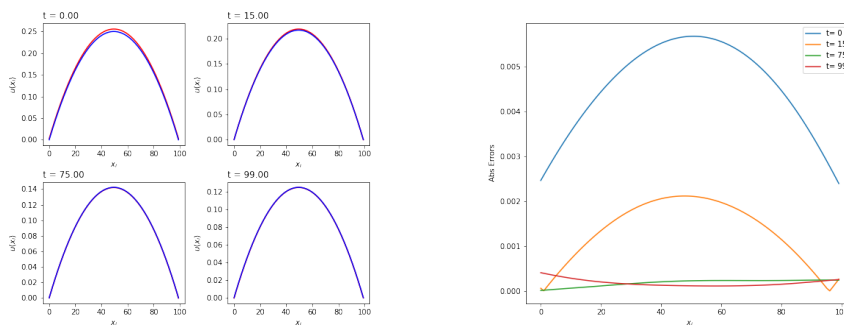 t = 0.00
0.25
0.20
0.15
0.10
0.05
0.00
u(xᵢ)
0 20 40 60 80 100
xᵢ
t = 15.00
0.20
0.15
0.10
0.05
0.00
u(xᵢ)
0 20 40 60 80 100
xᵢ
t = 75.00
0.14
0.12
0.10
0.08
0.06
0.04
0.02
0.00
u(xᵢ)
0 20 40 60 80 100
xᵢ
t = 99.00
0.12
0.10
0.08
0.06
0.04
0.02
0.00
u(xᵢ)
0 20 40 60 80 100
xᵢ
t= 0
t= 15
t= 75
t= 99
0.005
0.004
0.003
0.002
0.001
0.000
Abs Errors
0 20 40 60 80 100
xᵢ